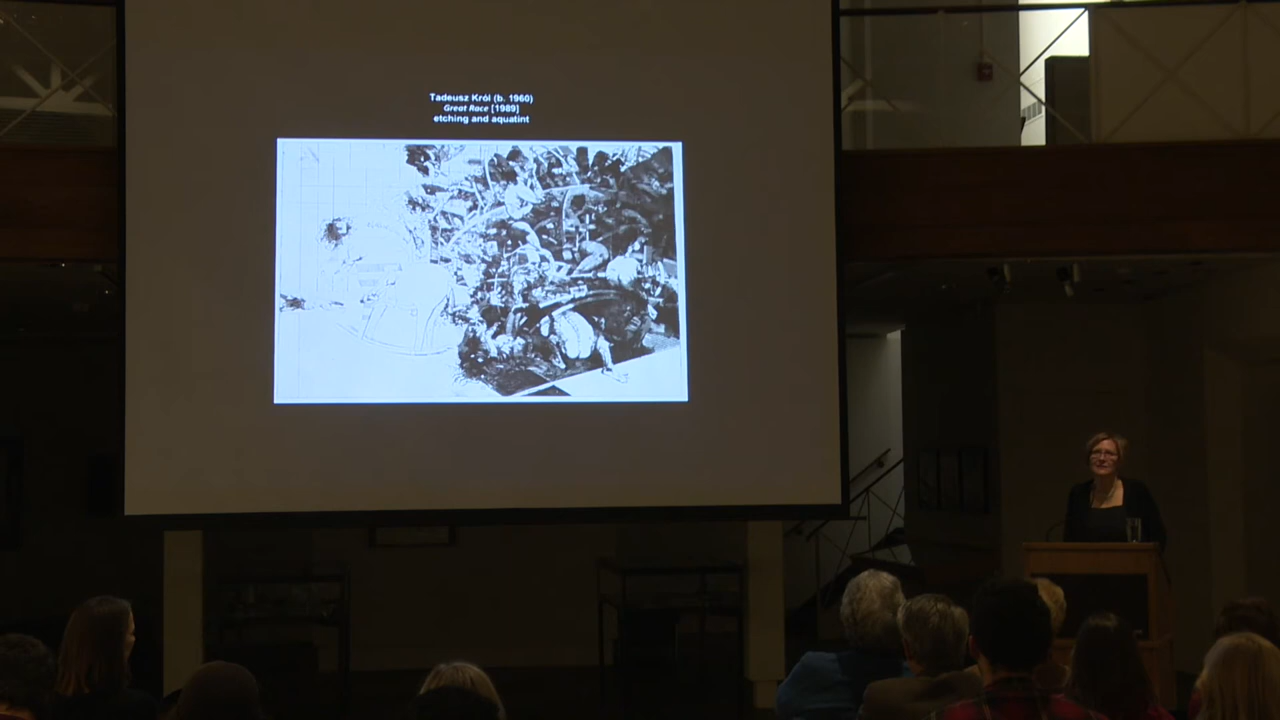 Tadeusz Król (b. 1960)
Great Race [1989]
etching and aquatint